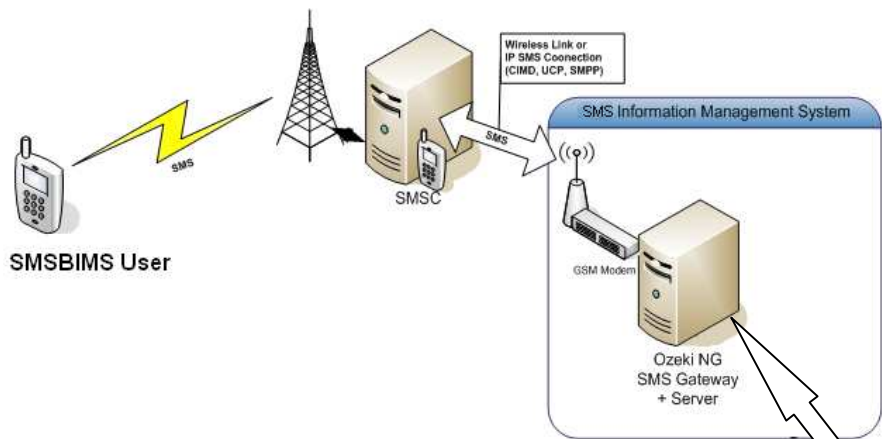 Wireless Link or
IP SMS Coonection
(CIMD, UCP, SMPP)
SMS Information Management System
SMS
SMS
SMSC
SMSBIMS User
GSM Modem
Ozeki NG
SMS Gateway
+ Server